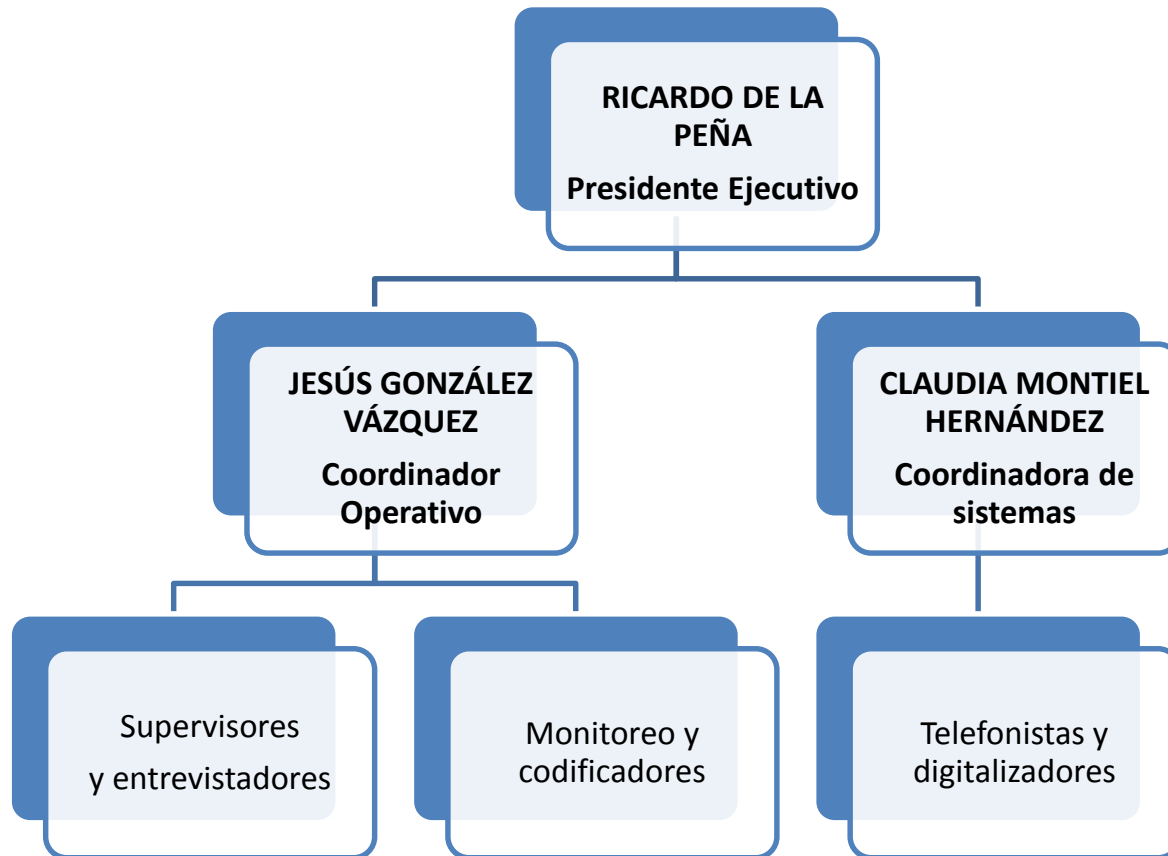 RICARDO DE LA
PEÑA
Presidente Ejecutivo
JESÚS GONZÁLEZ
VÁZQUEZ
Coordinador
Operativo
CLAUDIA MONTIEL
HERNÁNDEZ
Coordinadora de
sistemas
Supervisores
y entrevistadores
Monitoreo y
codificadores
Telefonistas y
digitalizadores